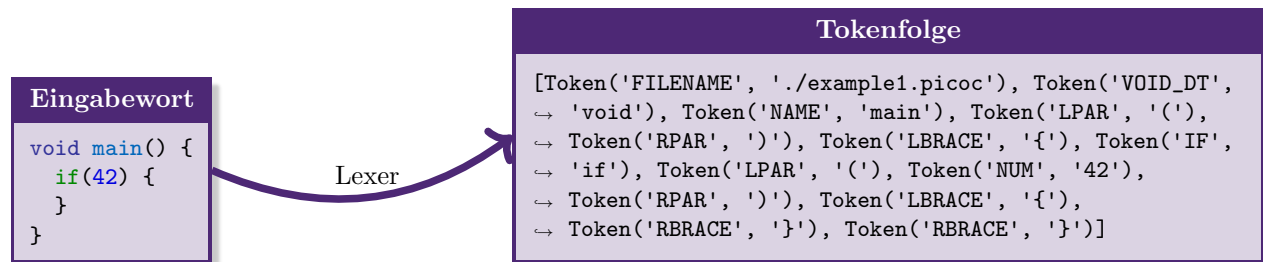 Eingabewort
void main() {
  if(42) {
  }
}
Lexer
Tokenfolge
[Token('FILENAME', './example1.picoc'), Token('VOID_DT',
↪ 'void'), Token('NAME', 'main'), Token('LPAR', '('),
↪ Token('RPAR', ')'), Token('LBRACE', '{'), Token('IF',
↪ 'if'), Token('LPAR', '('), Token('NUM', '42'),
↪ Token('RPAR', ')'), Token('LBRACE', '{'),
↪ Token('RBRACE', '}'), Token('RBRACE', '}')]